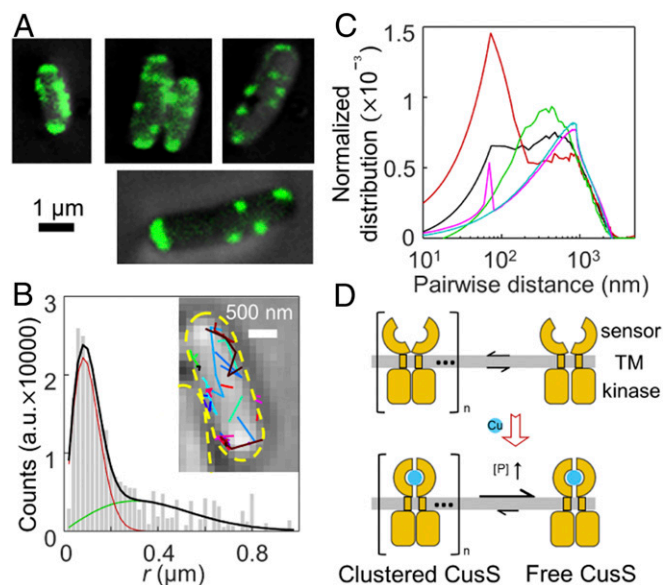 A
1 μm
B
Counts (a.u.×10000)
3
2
1
0
0
0.4
0.8
r (μm)
500 nm
C
Normalized
distribution (×10⁻³)
1.5
1.0
0.5
0
10¹
10²
10³
Pairwise distance (nm)
D
sensor
TM
kinase
n
Cu
[P] ↑
n
Clustered CusS
Free CusS